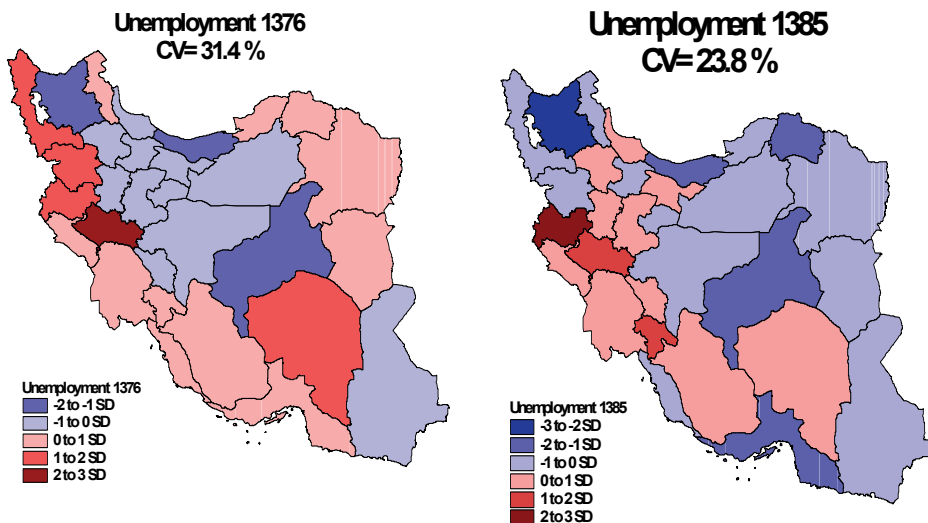 Unemployment 1376
CV= 31.4 %
Unemployment 1376
-2 to -1 SD
-1 to 0 SD
0 to 1 SD
1 to 2 SD
2 to 3 SD
Unemployment 1385
CV= 23.8 %
Unemployment 1385
-3 to -2 SD
-2 to -1 SD
-1 to 0 SD
0 to 1 SD
1 to 2 SD
2 to 3 SD